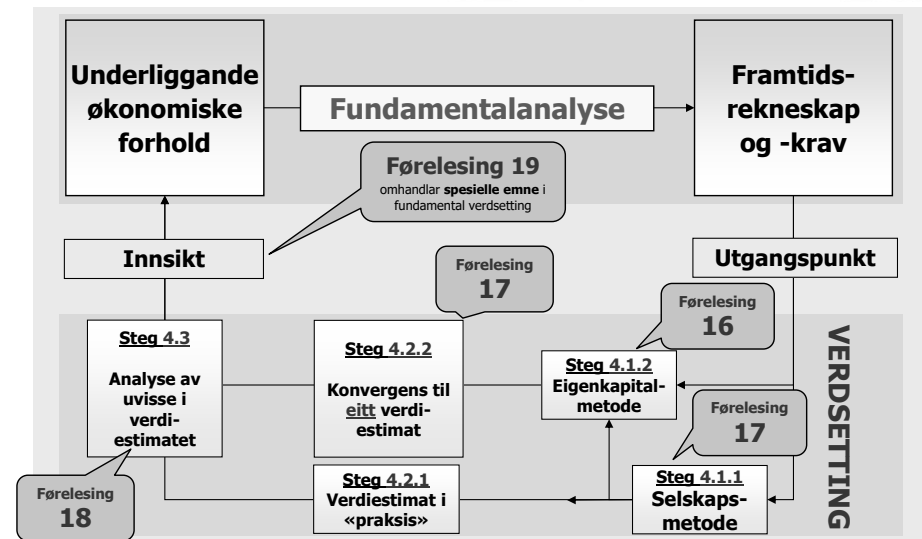 Underliggande
økonomiske
forhold
Fundamentalanalyse
Framtids-
rekneskap
og -krav
Førelesing 19
omhandlar spesielle emne i
fundamental verdsetting
Innsikt
Utgangspunkt
Førelesing
17
Førelesing
16
Steg 4.3
Analyse av
uvisse i
verdi-
estimatet
Steg 4.2.2
Konvergens til
eitt verdi-
estimat
Steg 4.1.2
Eigenkapital-
metode
Førelesing
17
VERDSETTING
Førelesing
18
Steg 4.2.1
Verdiestimat i
«praksis»
Steg 4.1.1
Selskaps-
metode